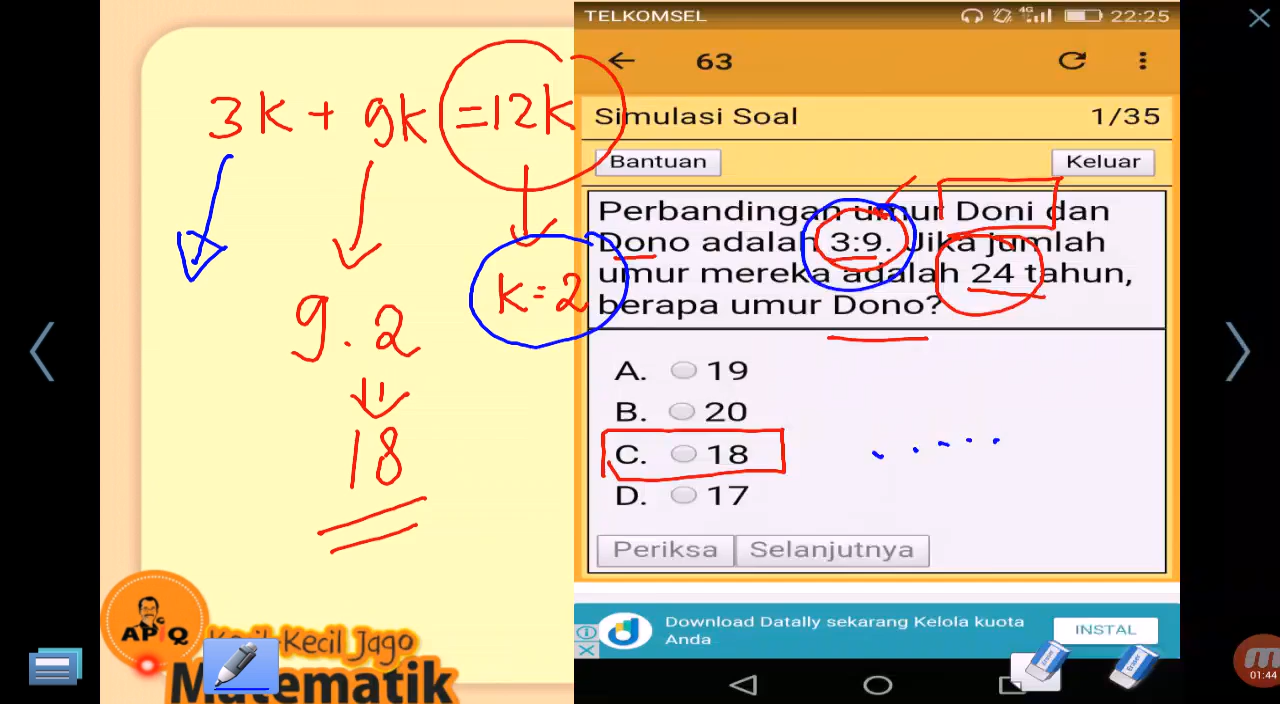 3k + 9k = 12k
k = 2
9 . 2
18
APIQ
Kecil-Kecil Jago
Matematik
TELKOMSEL 4G 22:25
63
Simulasi Soal 1/35
Bantuan Keluar
Perbandingan umur Doni dan
Dono adalah 3:9. Jika jumlah
umur mereka adalah 24 tahun,
berapa umur Dono?
A. 19
B. 20
C. 18
D. 17
Periksa Selanjutnya
Download Datally sekarang Kelola kuota
Anda
INSTAL
01:44